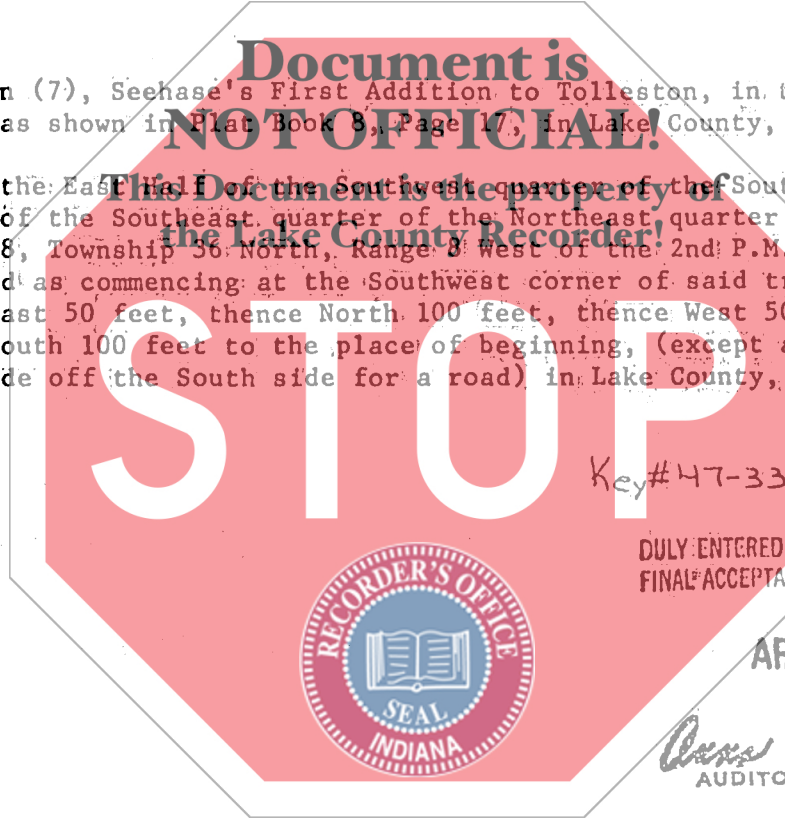 Document is
n (7), Seehase's First Addition to Tolleston, in
NOT OFFICIAL!
as shown in Plat Book 8, Page 17, in Lake County,
the East Half of the Southwest quarter of the Sout
This Document is the property of
of the Southeast quarter of the Northeast quarter
the Lake County Recorder!
8, Township 36 North, Range 8 West of the 2nd P.M.
d as commencing at the Southwest corner of said tr
ast 50 feet, thence North 100 feet, thence West 50
outh 100 feet to the place of beginning, (except a
de off the South side for a road) in Lake County,
STOP
Key# 47-33
DULY ENTERED
FINAL ACCEPTA
RECORDER'S OFFICE
SEAL
INDIANA
AP
AUDITO